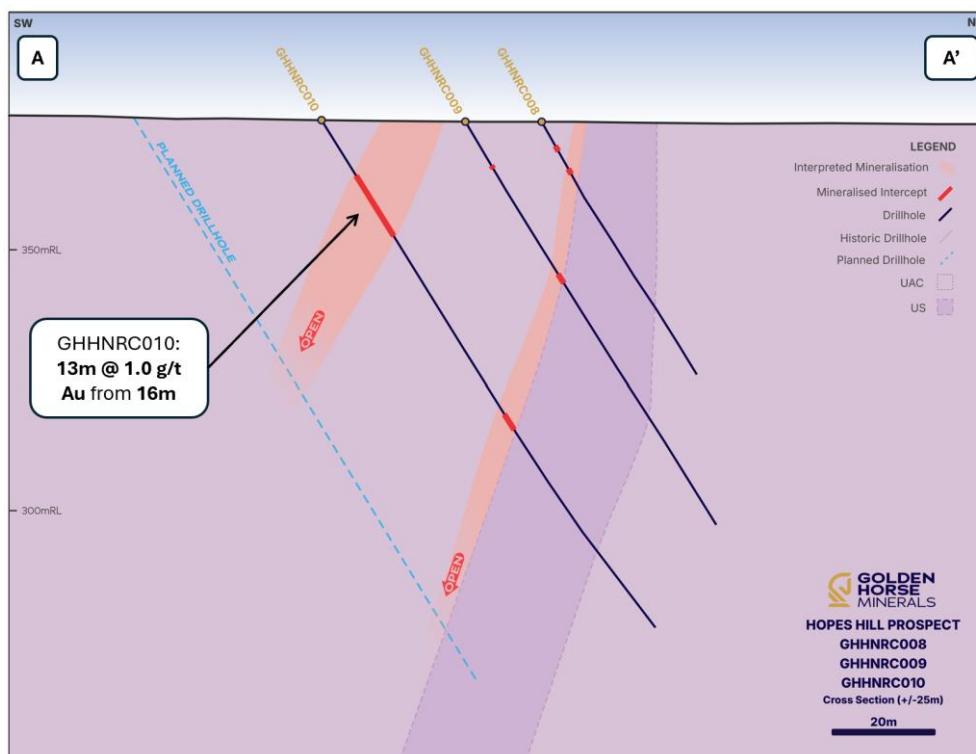 SW
N
A
A'
GHHNRC010
GHHNRC009
GHHNRC008
PLANNED DRILLHOLE
LEGEND
Interpreted Mineralisation
Mineralised Intercept
Drillhole
Historic Drillhole
Planned Drillhole
UAC
US
350mRL
OPEN
GHHNRC010:
13m @ 1.0 g/t
Au from 16m
300mRL
OPEN
GOLDEN
HORSE
MINERALS
HOPES HILL PROSPECT
GHHNRC008
GHHNRC009
GHHNRC010
Cross Section (+/-25m)
20m